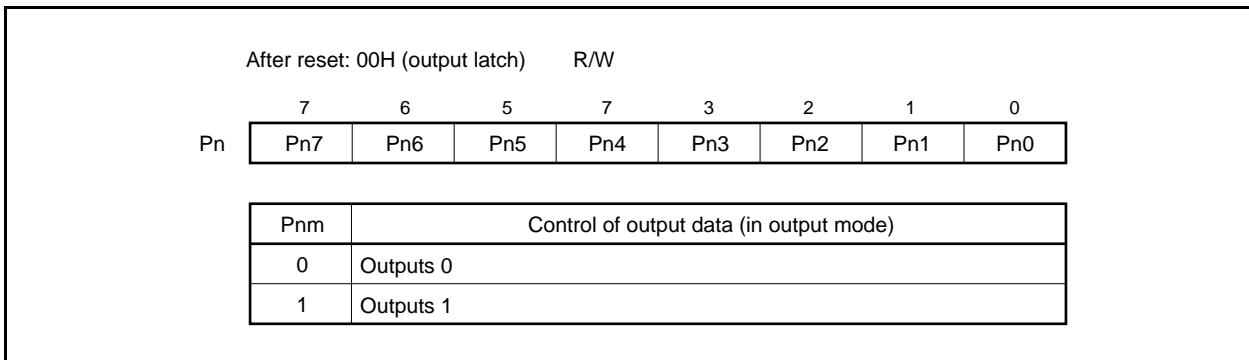 After reset: 00H (output latch) R/W
7 6 5 7 3 2 1 0
Pn Pn7 Pn6 Pn5 Pn4 Pn3 Pn2 Pn1 Pn0
Pnm Control of output data (in output mode)
0 Outputs 0
1 Outputs 1